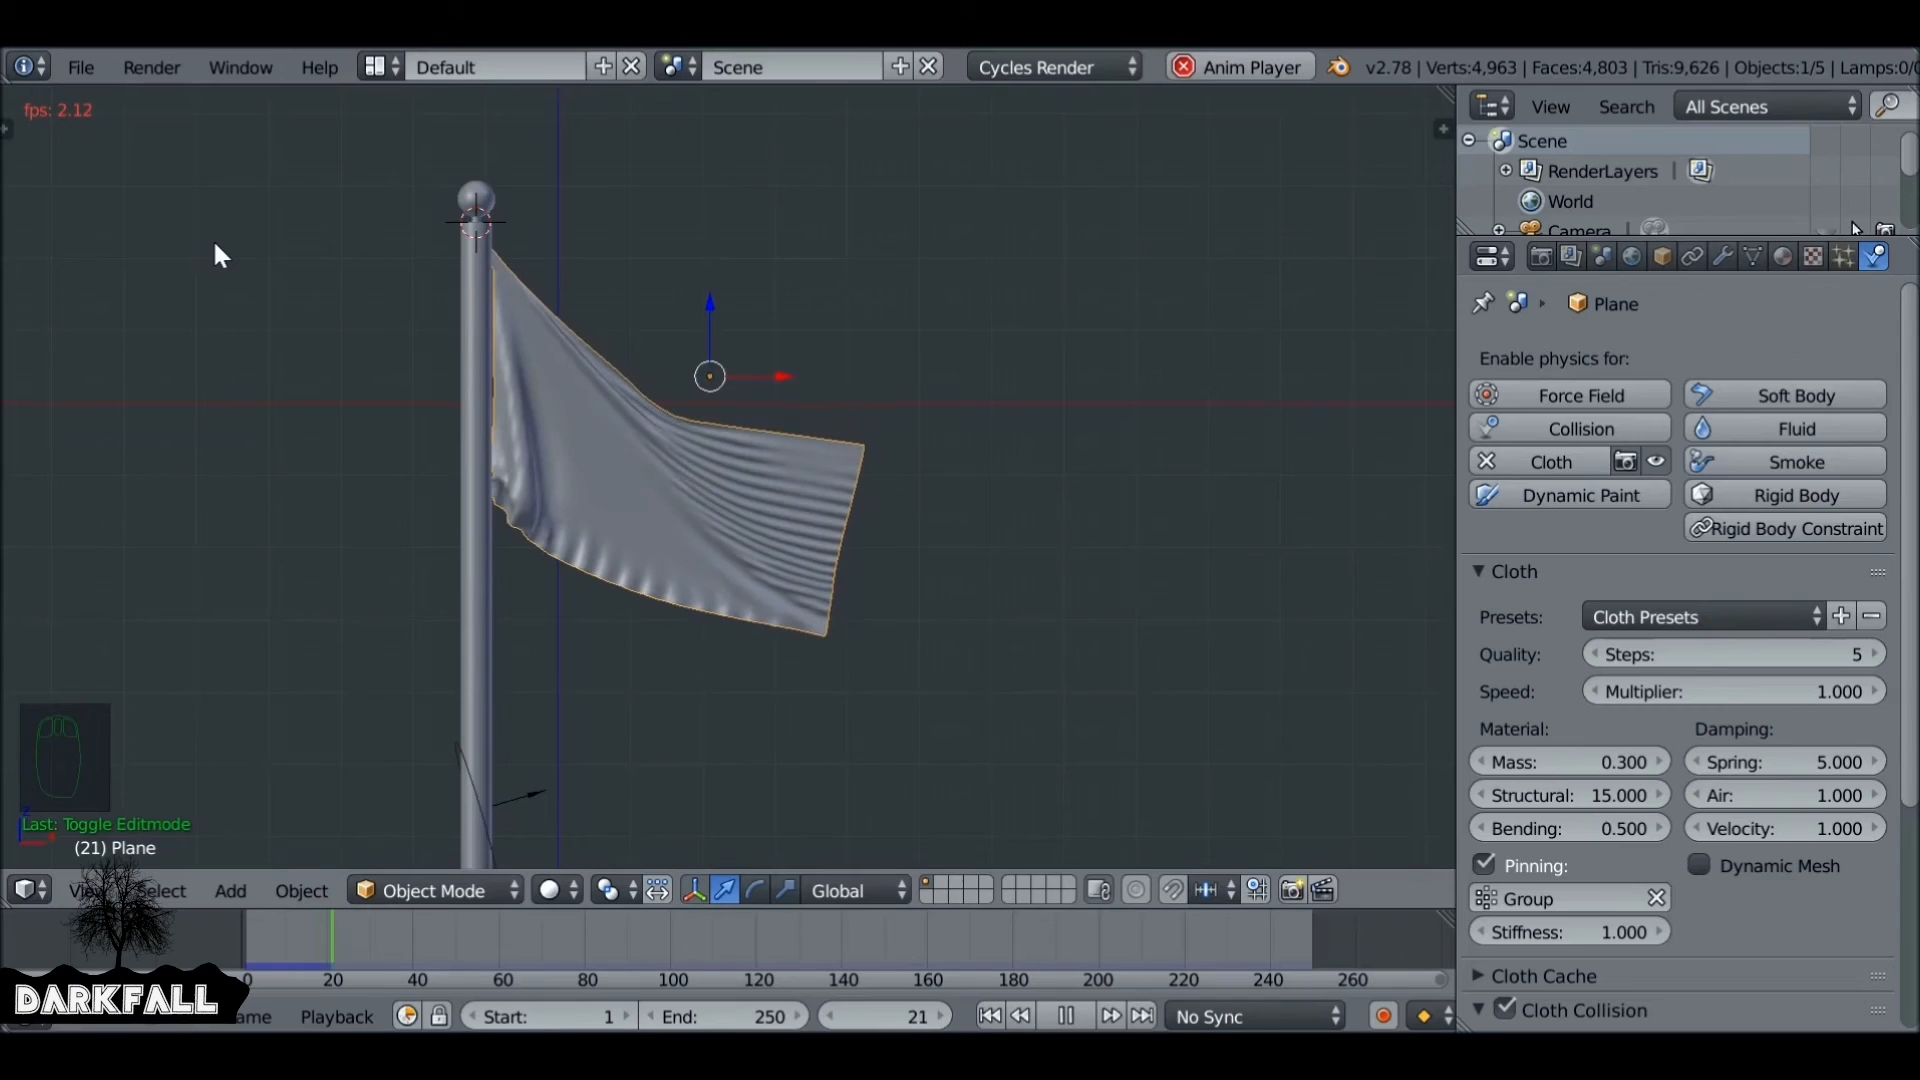 File Render Window Help Default Scene Cycles Render Anim Player v2.78 | Verts:4,963 | Faces:4,803 | Tris:9,626 | Objects:1/5 | Lamps:0/0
fps: 2.12
View Search All Scenes
Scene
RenderLayers
World
Camera
Plane
Enable physics for:
Force Field Soft Body
Collision Fluid
Cloth Smoke
Dynamic Paint Rigid Body
Rigid Body Constraint
Cloth
Presets: Cloth Presets
Quality: Steps: 5
Speed: Multiplier: 1.000
Material: Damping:
Mass: 0.300 Spring: 5.000
Structural: 15.000 Air: 1.000
Bending: 0.500 Velocity: 1.000
Pinning: Dynamic Mesh
Group
Stiffness: 1.000
Cloth Cache
Cloth Collision
Last: Toggle Editmode
(21) Plane
Select Add Object Object Mode Global
0 20 40 60 80 100 120 140 160 180 200 220 240 260
DARKFALL
Playback Start: 1 End: 250 21 No Sync